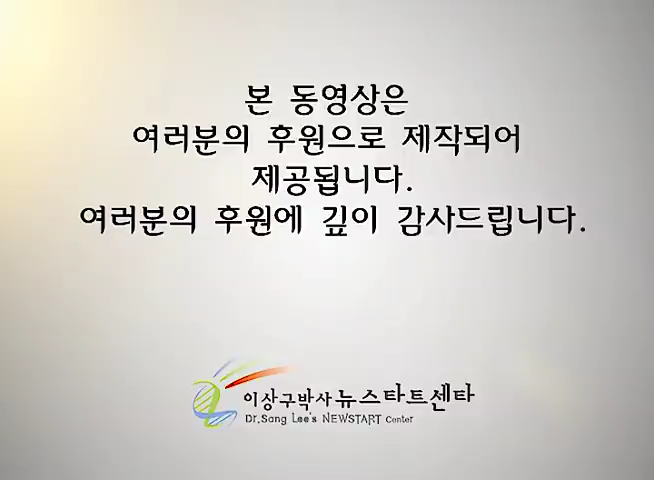 본 동영상은
여러분의 후원으로 제작되어
제공됩니다.
여러분의 후원에 깊이 감사드립니다.
이상구박사뉴스타트센타
Dr.Sang Lee's NEWSTART Center